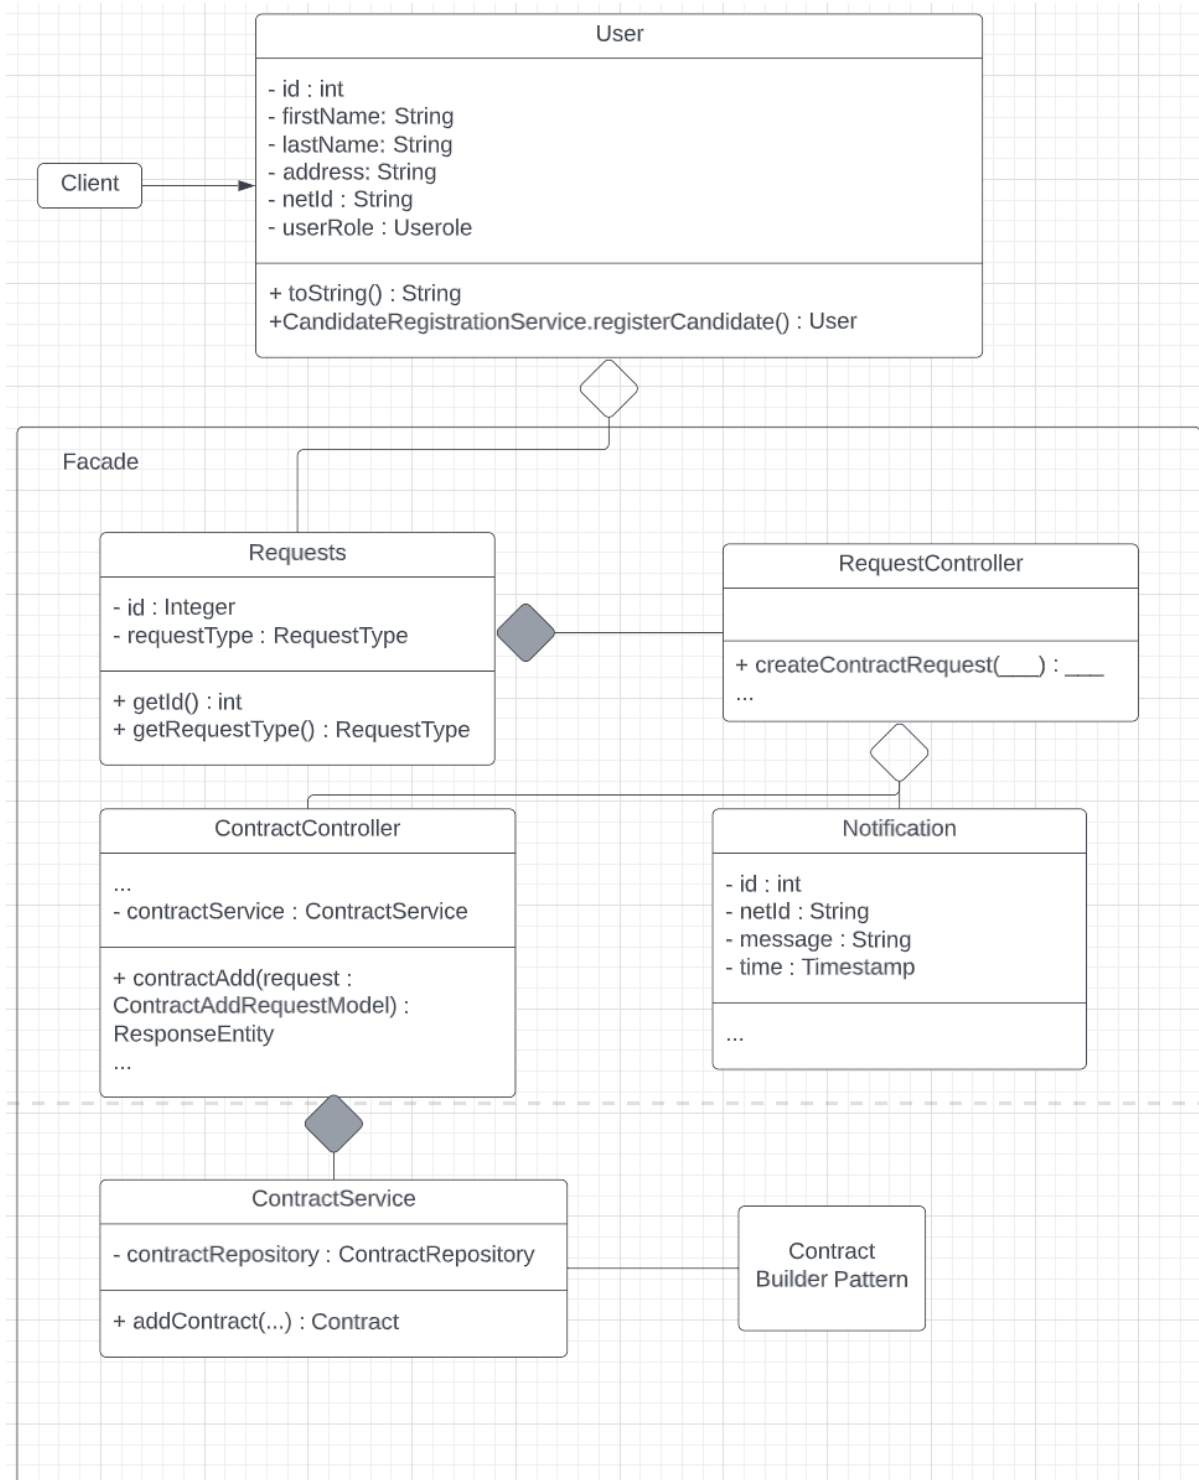 User
- id : int
- firstName: String
- lastName: String
- address: String
- netId : String
- userRole : Userole
Client
+ toString() : String
+CandidateRegistrationService.registerCandidate() : User
Facade
Requests
- id : Integer
- requestType : RequestType
+ getId() : int
+ getRequestType() : RequestType
RequestController
+ createContractRequest(___) : ___
...
ContractController
...
- contractService : ContractService
+ contractAdd(request :
ContractAddRequestModel) :
ResponseEntity
...
Notification
- id : int
- netId : String
- message : String
- time : Timestamp
...
ContractService
- contractRepository : ContractRepository
+ addContract(...) : Contract
Contract
Builder Pattern